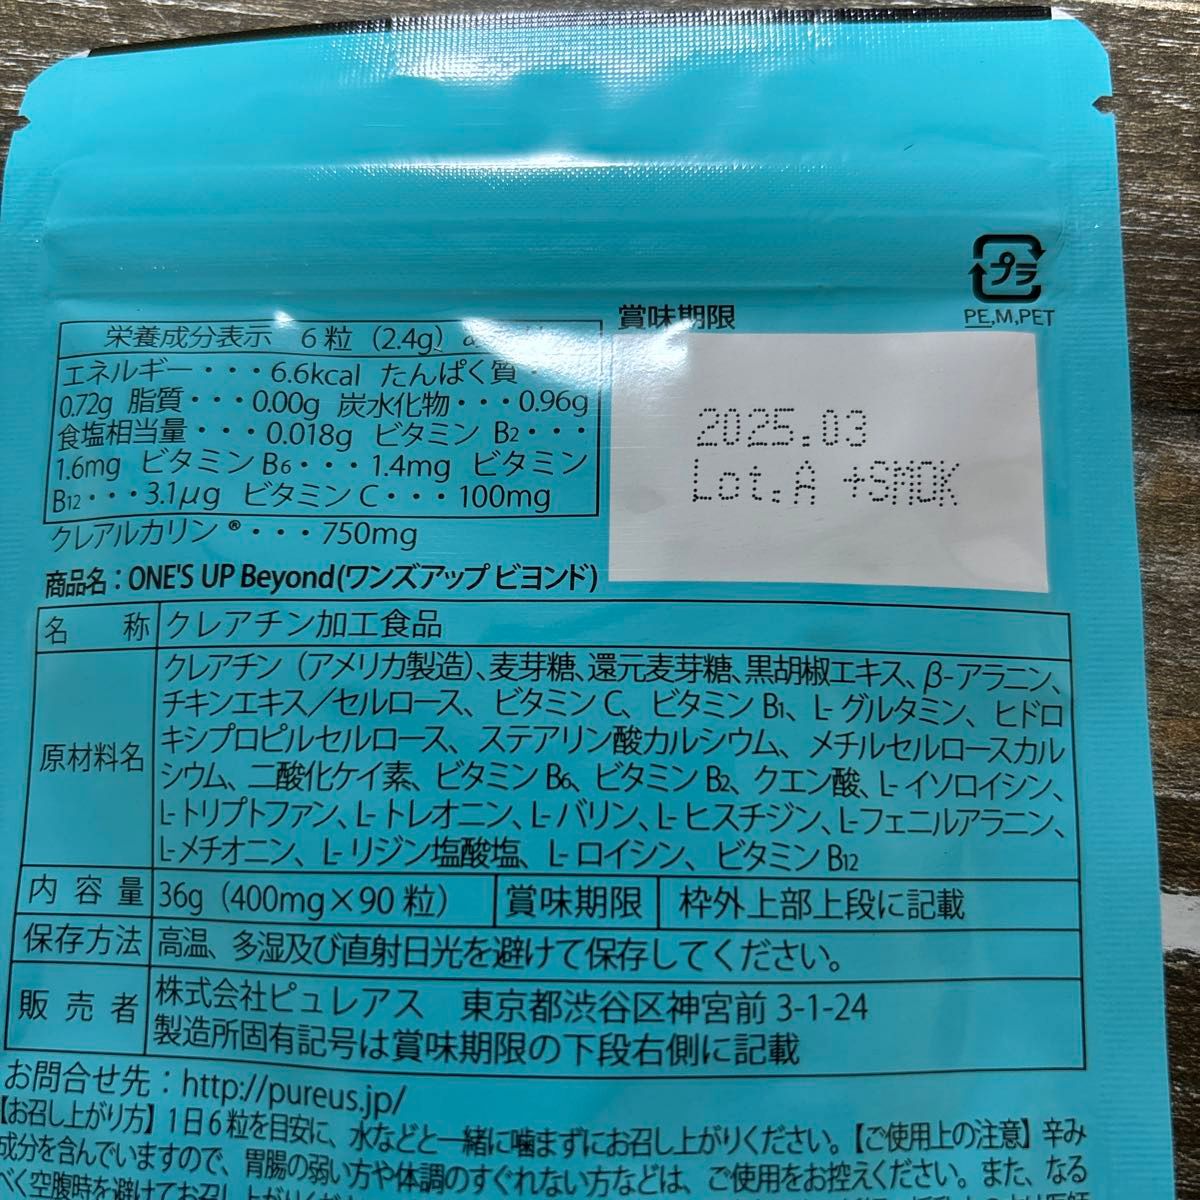 プラ
PE,M,PET
賞味期限
2025.03
Lot.A +SMOK
栄養成分表示 6粒(2.4g)
エネルギー・・・6.6kcal たんぱく質・
0.72g 脂質・・・0.00g 炭水化物・・・0.96g
食塩相当量・・・0.018g ビタミン B2・・・
1.6mg ビタミンB6・・・1.4mg ビタミン
B12・・・3.1μg ビタミンC・・・100mg
クレアルカリン®・・・750mg
商品名:ONE'S UP Beyond(ワンズアップ ビヨンド)
名 称 クレアチン加工食品
原材料名 クレアチン(アメリカ製造)、麦芽糖、還元麦芽糖、黒胡椒エキス、β-アラニン、
チキンエキス/セルロース、ビタミンC、ビタミンB1、L-グルタミン、ヒドロ
キシプロピルセルロース、ステアリン酸カルシウム、メチルセルロースカル
シウム、二酸化ケイ素、ビタミンB6、ビタミンB2、クエン酸、L-イソロイシン、
L-トリプトファン、L-トレオニン、L-バリン、L-ヒスチジン、L-フェニルアラニン、
L-メチオニン、L-リジン塩酸塩、L-ロイシン、ビタミンB12
内容量 36g(400mg×90粒) 賞味期限 枠外上部上段に記載
保存方法 高温、多湿及び直射日光を避けて保存してください。
販売者 株式会社ピュレアス 東京都渋谷区神宮前 3-1-24
製造所固有記号は賞味期限の下段右側に記載
お問合せ先:http://pureus.jp/
【お召し上がり方】1日6粒を目安に、水などと一緒に噛まずにお召し上がりください。【ご使用上の注意】辛み
成分を含んでいますので、胃腸の弱い方や体調のすぐれない方などは、ご使用をお控えください。また、なる
べく空腹時を避けてお召し上がりくだ